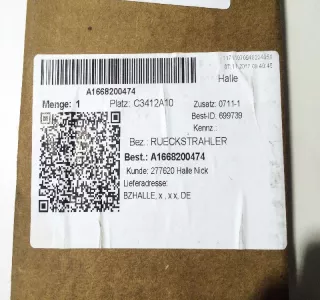 Halle
A1668200474
Menge: 1 Platz: C3412A10 Zusatz: 0711-1
Best-ID: 699739
Kennz.:
Bez.: RUECKSTRAHLER
Best.: A1668200474
Kunde: 277620 Halle Nick
Lieferadresse:
BZHALLE, x , x x, DE